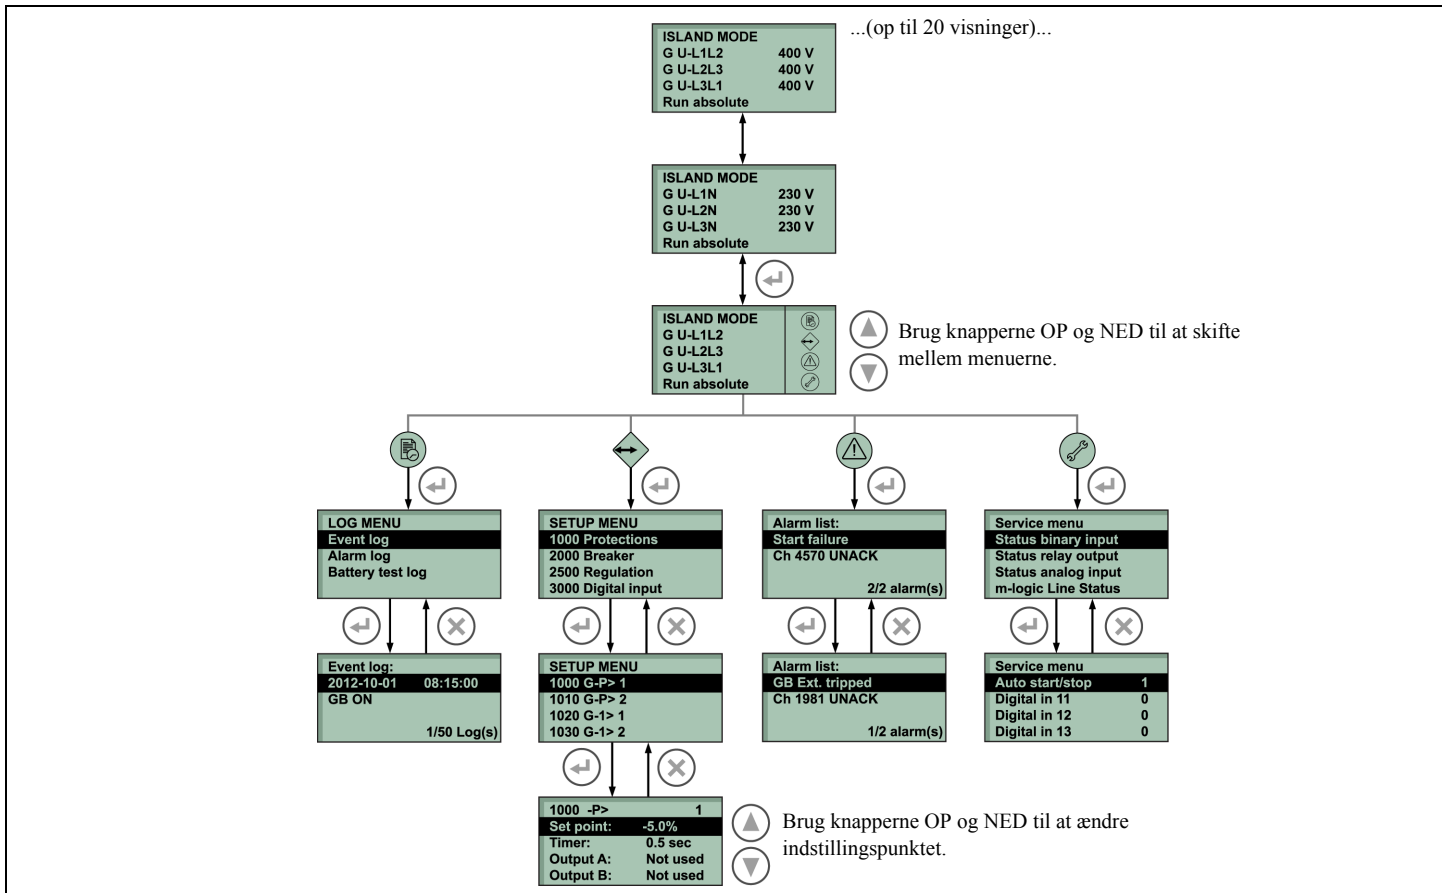 ISLAND MODE
G U-L1L2 400 V
G U-L2L3 400 V
G U-L3L1 400 V
Run absolute
...(op til 20 visninger)...
ISLAND MODE
G U-L1N 230 V
G U-L2N 230 V
G U-L3N 230 V
Run absolute
ISLAND MODE
G U-L1L2
G U-L2L3
G U-L3L1
Run absolute
Brug knapperne OP og NED til at skifte
mellem menuerne.
LOG MENU
Event log
Alarm log
Battery test log
SETUP MENU
1000 Protections
2000 Breaker
2500 Regulation
3000 Digital input
Alarm list:
Start failure
Ch 4570 UNACK
2/2 alarm(s)
Service menu
Status binary input
Status relay output
Status analog input
m-logic Line Status
Event log:
2012-10-01 08:15:00
GB ON
1/50 Log(s)
SETUP MENU
1000 G-P> 1
1010 G-P> 2
1020 G-1> 1
1030 G-1> 2
Alarm list:
GB Ext. tripped
Ch 1981 UNACK
1/2 alarm(s)
Service menu
Auto start/stop 1
Digital in 11 0
Digital in 12 0
Digital in 13 0
1000 -P> 1
Set point: -5.0%
Timer: 0.5 sec
Output A: Not used
Output B: Not used
Brug knapperne OP og NED til at ændre
indstillingspunktet.